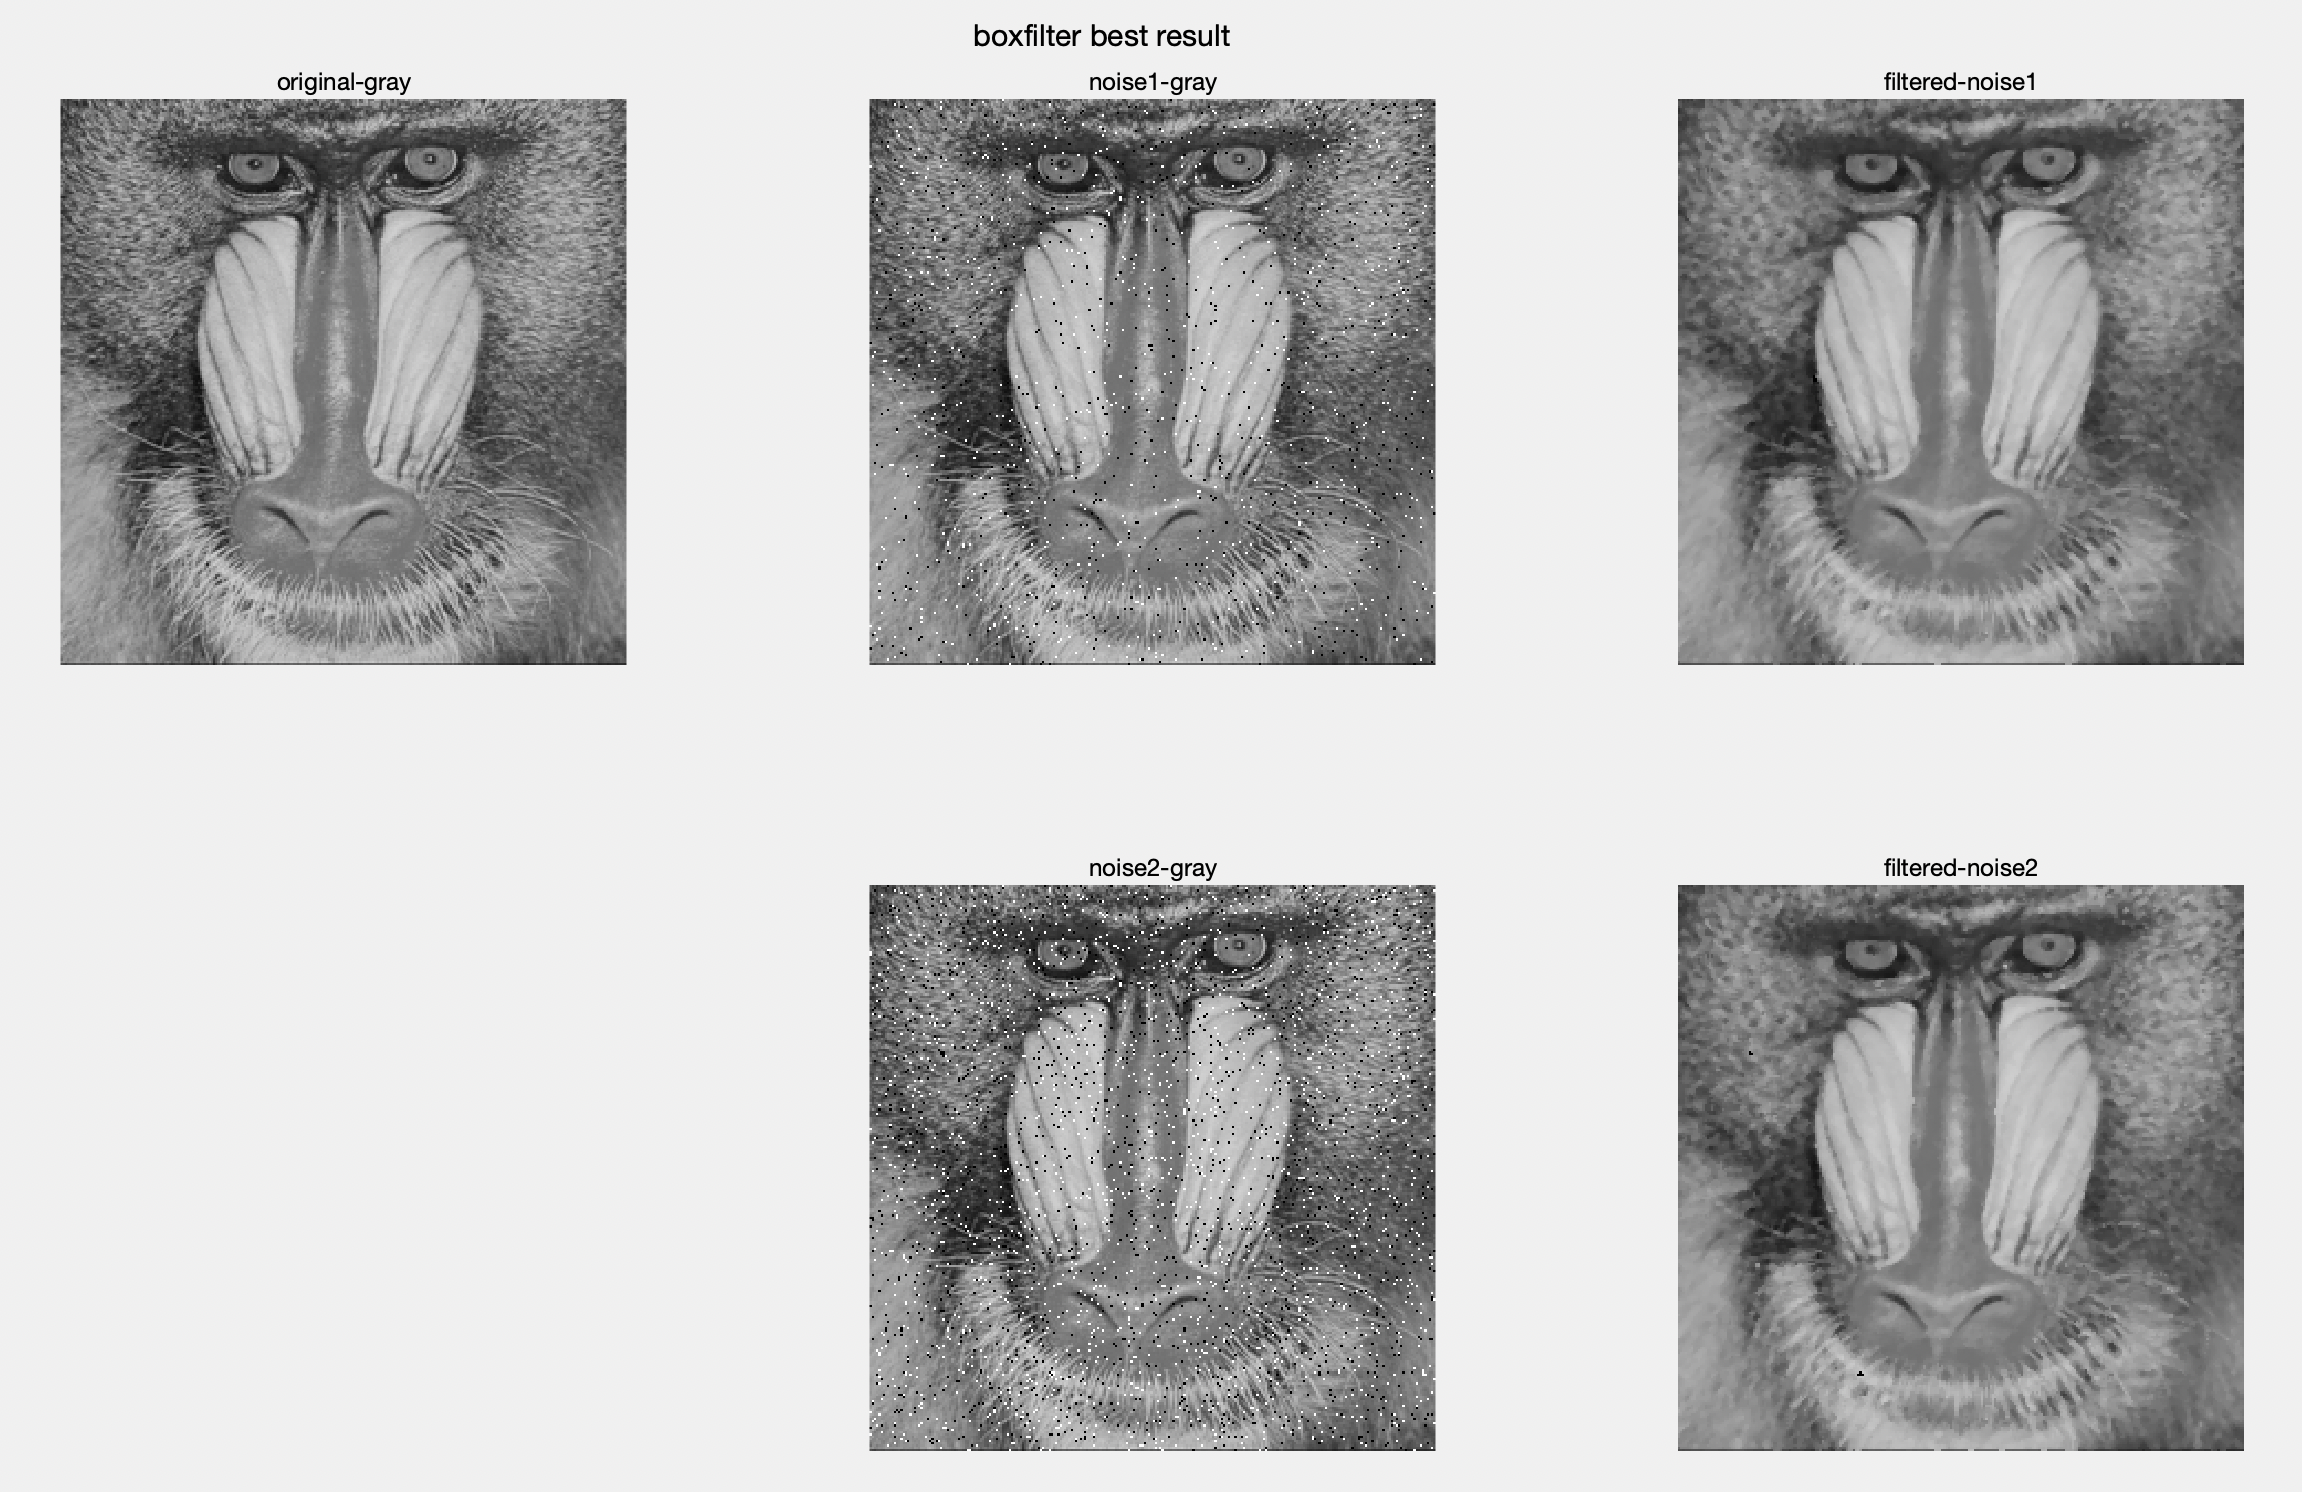 boxfilter best result
original-gray
noise1-gray
filtered-noise1
noise2-gray
filtered-noise2